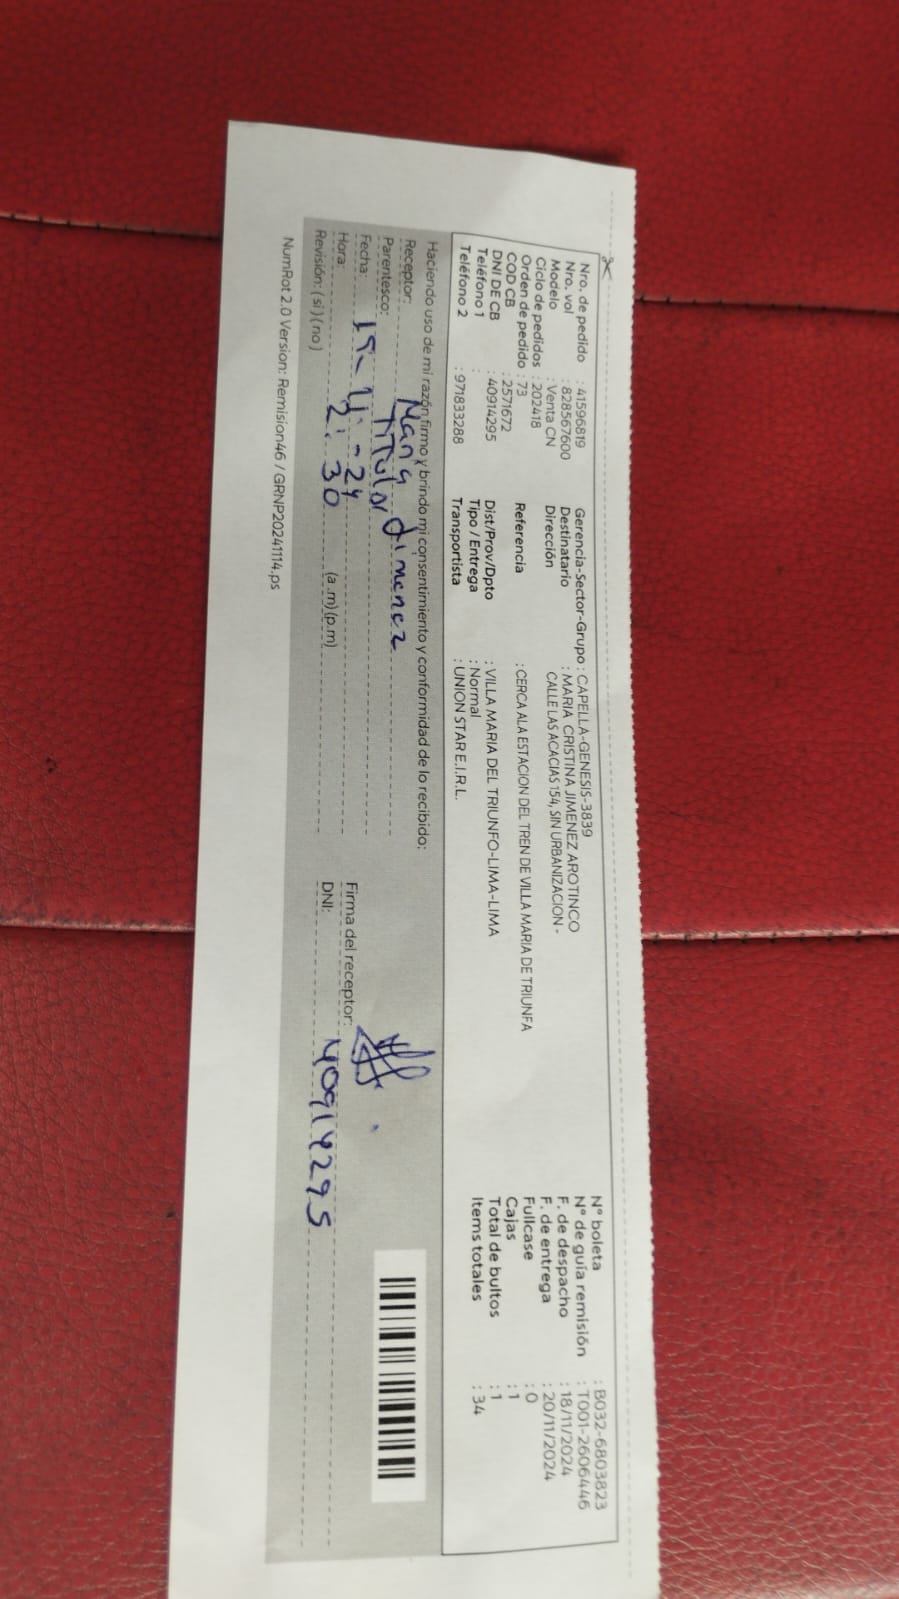 Nro. de pedido : 41596819
Nro. vol : 828567600
Modelo : Venta CN
Ciclo de pedidos : 202418
Orden de pedido : 73
COD CB : 2571672
DNI DE CB : 40914295
Teléfono 1 :
Teléfono 2 : 971833288
Gerencia-Sector-Grupo : CAPELLA-GENESIS-3839
Destinatario : MARIA CRISTINA JIMENEZ AROTINCO
Dirección CALLE LAS ACACIAS 154, SIN URBANIZACION -
Referencia : CERCA ALA ESTACION DEL TREN DE VILLA MARIA DE TRIUNFA
Dist/Prov/Dpto : VILLA MARIA DEL TRIUNFO-LIMA-LIMA
Tipo / Entrega : Normal
Transportista : UNION STAR E.I.R.L.
N° boleta : B032-6803823
N° de guía remisión : T001-2606446
F. de despacho : 18/11/2024
F. de entrega : 20/11/2024
Fullcase : 0
Cajas : 1
Total de bultos : 1
Items totales : 34
Haciendo uso de mi razón firmo y brindo mi consentimiento y conformidad de lo recibido:
Receptor: Maria Jimenez
Parentesco: Titular
Fecha: 19-11-24
Hora: 2:30 (a.m)(p.m)
Revisión: (si)(no)
Firma del receptor:
DNI: 40914295
NumRot 2.0 Version: Remision46 / GRNP20241114.ps